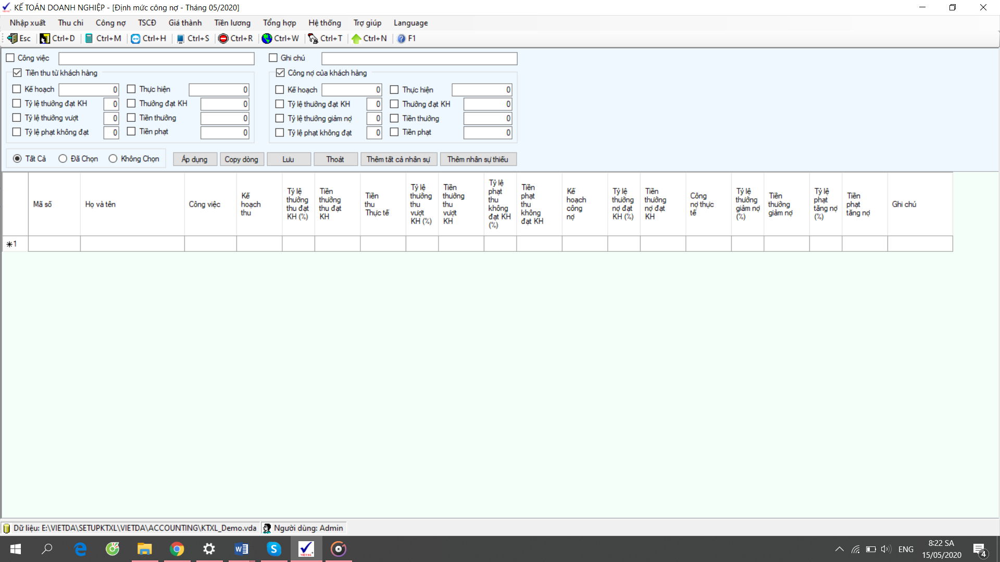 KẾ TOÁN DOANH NGHIỆP - [Định mức công nợ - Tháng 05/2020]
Nhập xuất Thu chi Công nợ TSCĐ Giá thành Tiền lương Tổng hợp Hệ thống Trợ giúp Language
Esc Ctrl+D Ctrl+M Ctrl+H Ctrl+S Ctrl+R Ctrl+W Ctrl+T Ctrl+N F1
Công việc Ghi chú
Tiền thu từ khách hàng Công nợ của khách hàng
Kế hoạch 0 Thực hiện 0 Kế hoạch 0 Thực hiện 0
Tỷ lệ thưởng đạt KH 0 Thưởng đạt KH 0 Tỷ lệ thưởng đạt KH 0 Thưởng đạt KH 0
Tỷ lệ thưởng vượt 0 Tiền thưởng 0 Tỷ lệ thưởng giảm nợ 0 Tiền thưởng 0
Tỷ lệ phạt không đạt 0 Tiền phạt 0 Tỷ lệ phạt không đạt 0 Tiền phạt 0
Tất Cả Đã Chọn Không Chọn Áp dụng Copy dòng Lưu Thoát Thêm tất cả nhân sự Thêm nhân sự thiếu
Mã số
Họ và tên
Công việc
Kế
hoạch
thu
Tỷ lệ
thưởng
thu đạt
KH (%)
Tiền
thưởng
thu đạt
KH
Tiền
thu
Thực tế
Tỷ lệ
thưởng
thu
vượt
KH (%)
Tiền
thưởng
thu
vượt
KH
Tỷ lệ
phạt
thu
không
đạt KH
(%)
Tiền
phạt
thu
không
đạt KH
Kế
hoạch
công
nợ
Tỷ lệ
thưởng
nợ đạt
KH (%)
Tiền
thưởng
nợ đạt
KH
Công
nợ thực
tế
Tỷ lệ
thưởng
giảm nợ
(%)
Tiền
thưởng
giảm nợ
Tỷ lệ
phạt
tăng nợ
(%)
Tiền
phạt
tăng nợ
Ghi chú
1
Dữ liệu: E:\VIETDA\SETUPKTXL\VIETDA\ACCOUNTING\KTXL_Demo.vda Người dùng: Admin
ENG
8:22 SA
15/05/2020
4